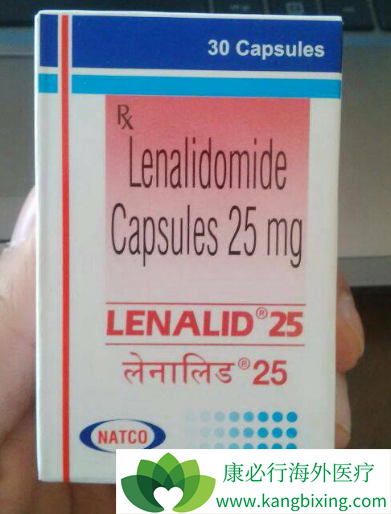 30 Capsules
Rx
Lenalidomide
Capsules 25 mg
LENALID® 25
लेनालिड® 25
NATCO
康必行海外医疗
www.kangbixing.com